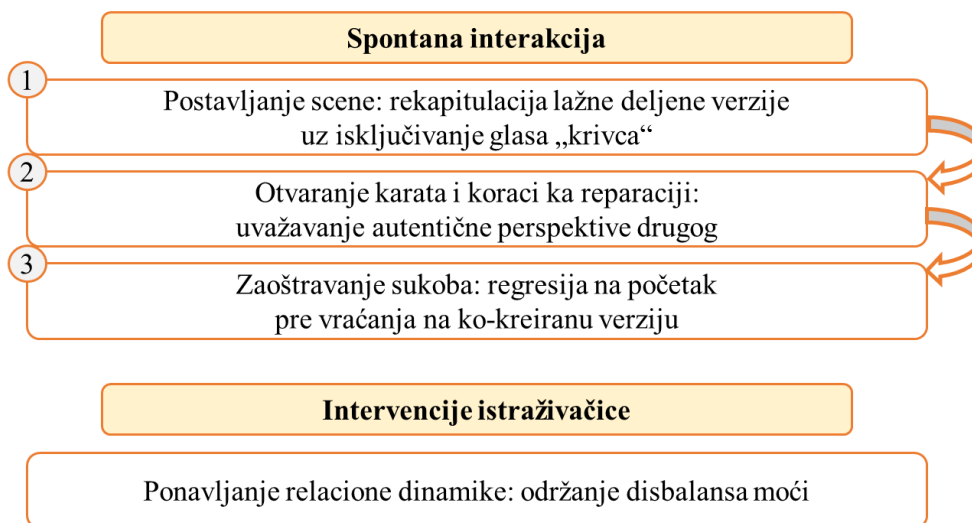 Spontana interakcija
1
Postavljanje scene: rekapitulacija lažne deljene verzije
uz isključivanje glasa „krivca“
2
Otvaranje karata i koraci ka reparaciji:
uvažavanje autentične perspektive drugog
3
Zaoštravanje sukoba: regresija na početak
pre vraćanja na ko-kreiranu verziju
Intervencije istraživačice
Ponavljanje relacione dinamike: održanje disbalansa moći